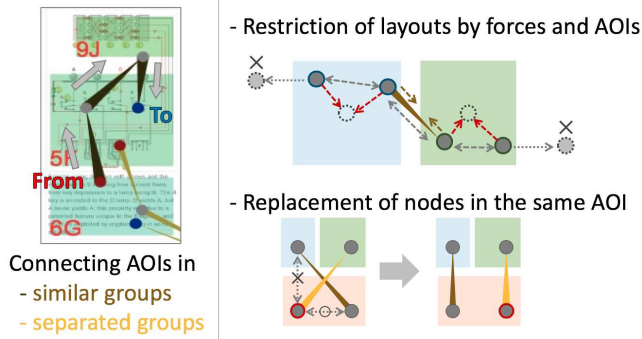 9J
To
5F
From
6G
Connecting AOIs in
- similar groups
- separated groups
- Restriction of layouts by forces and AOIs
- Replacement of nodes in the same AOI